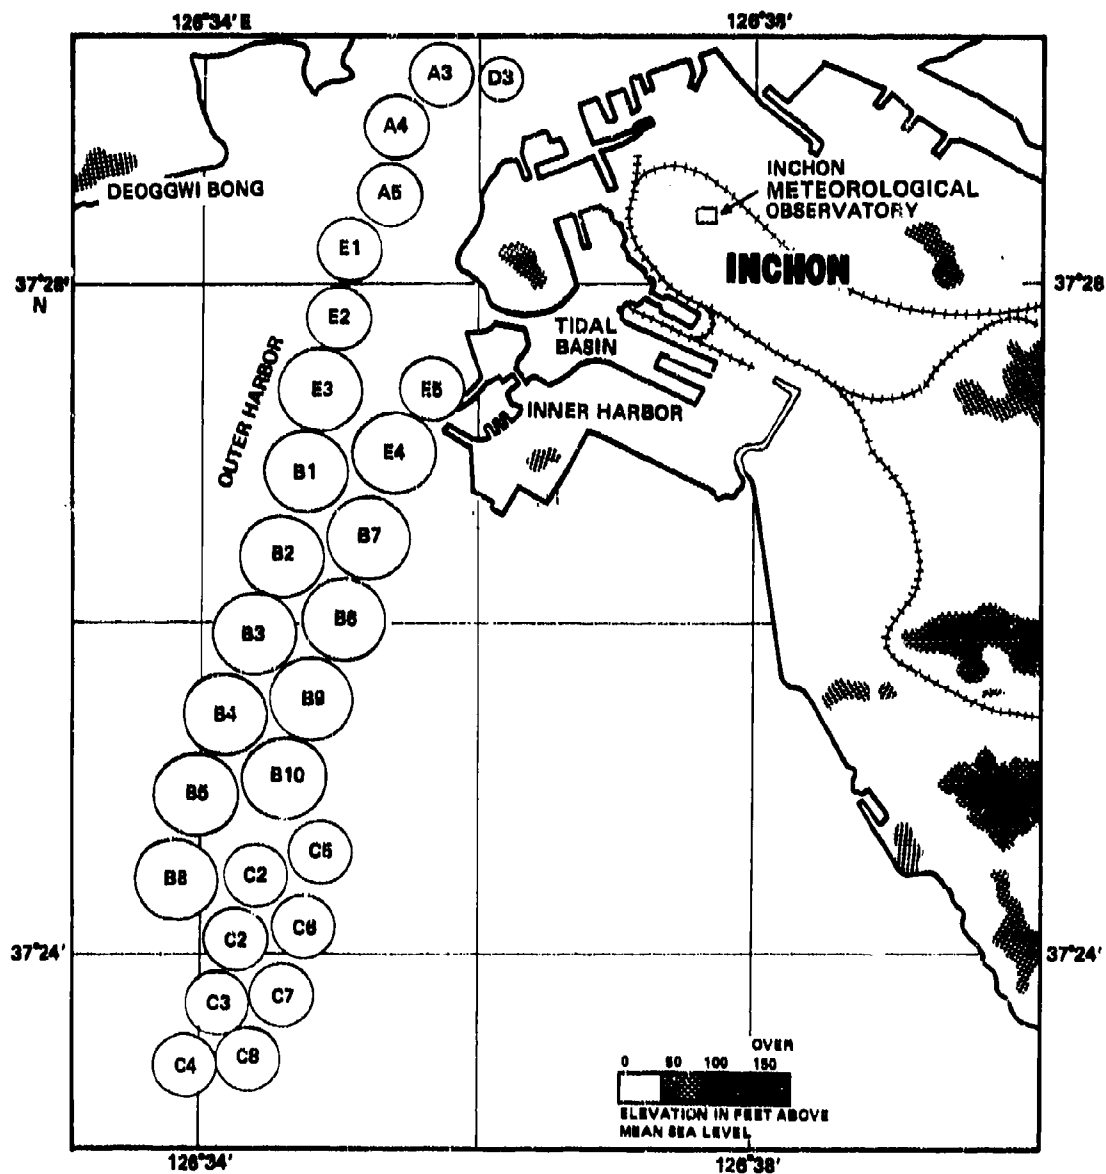 126°34' E
126°38'
A3
D3
A4
INCHON
METEOROLOGICAL
OBSERVATORY
DEOGGWI BONG
A5
E1
INCHON
37°28'
N
37°28
E2
TIDAL
BASIN
OUTER HARBOR
E3
E5
INNER HARBOR
E4
B1
B7
B2
B6
B3
B9
B4
B10
B5
C5
B8
C2
C6
C2
37°24'
37°24'
C7
C3
C8
C4
OVER
0 50 100 150
ELEVATION IN FEET ABOVE
MEAN SEA LEVEL
126°34'
126°38'